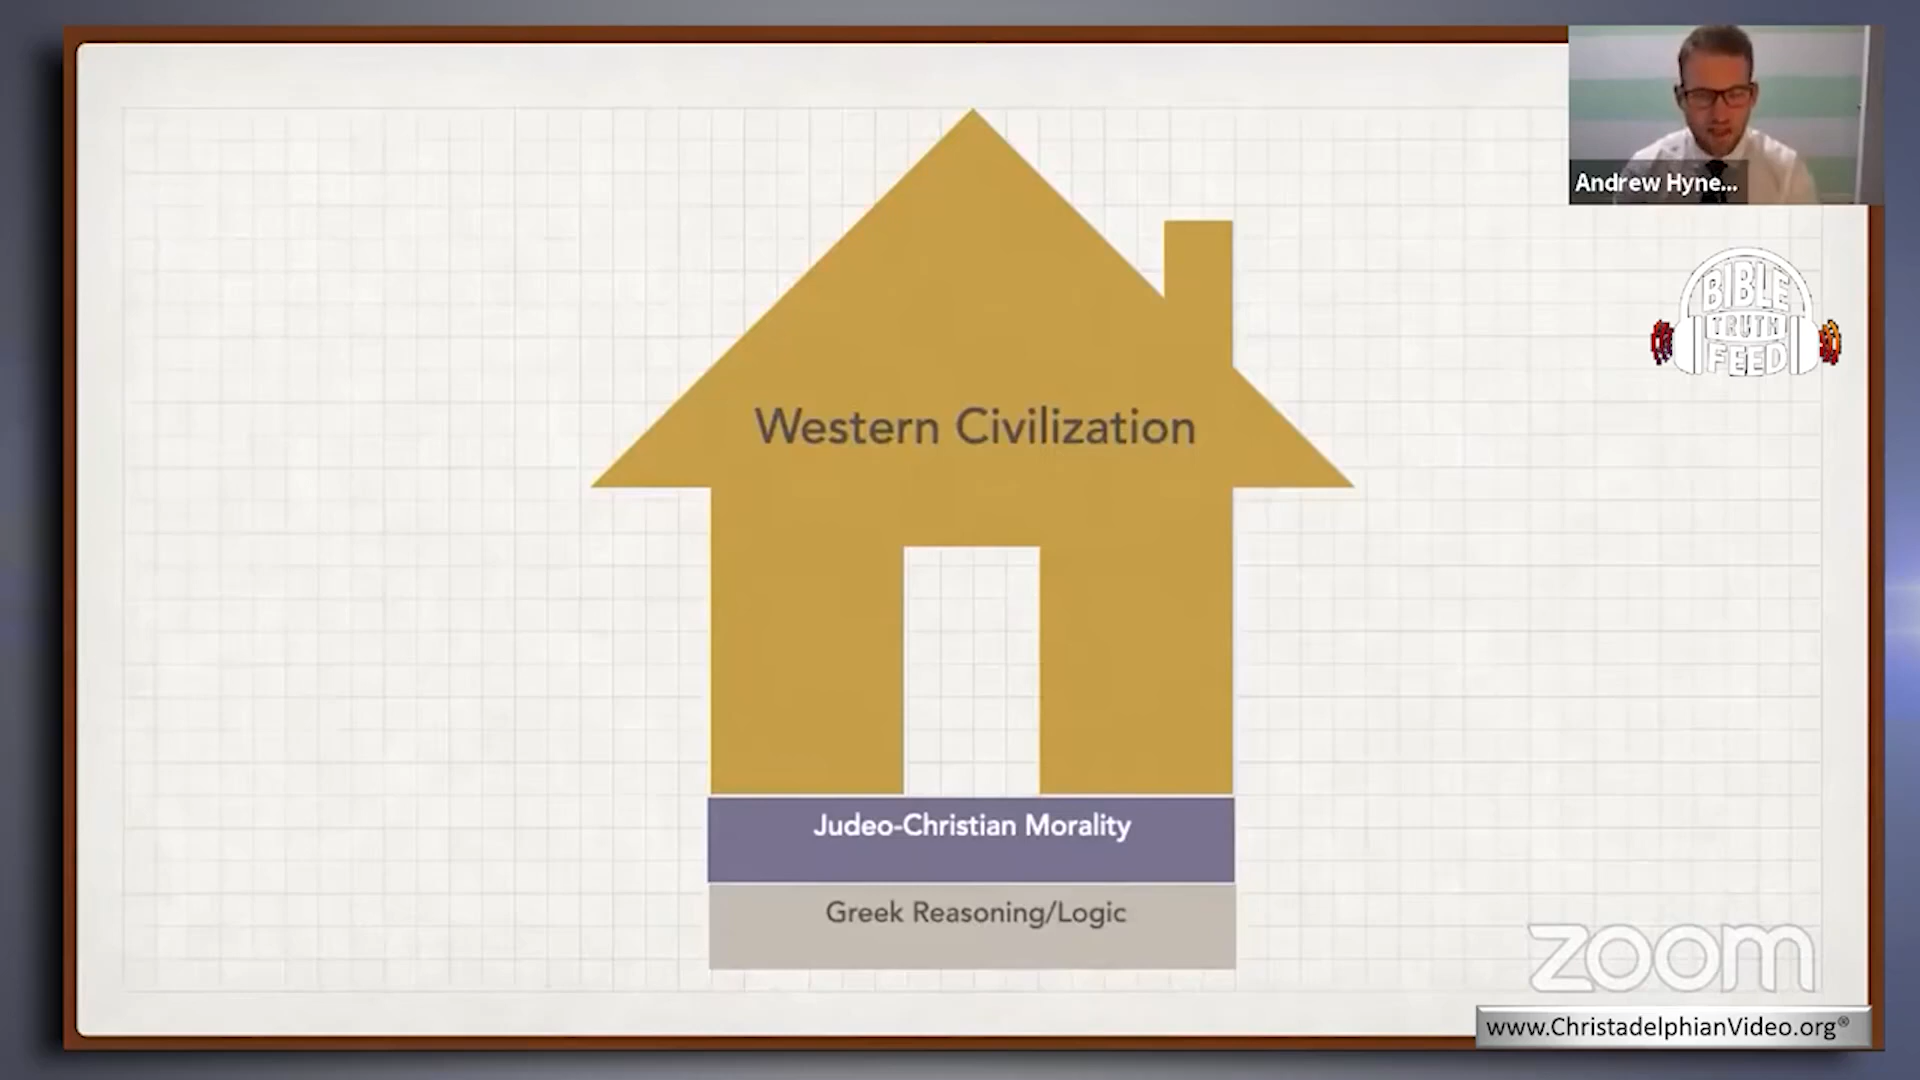 Andrew Hyne...
BIBLE
TRUTH
FEED
Western Civilization
Judeo-Christian Morality
Greek Reasoning/Logic
zoom
www.ChristadelphianVideo.org®